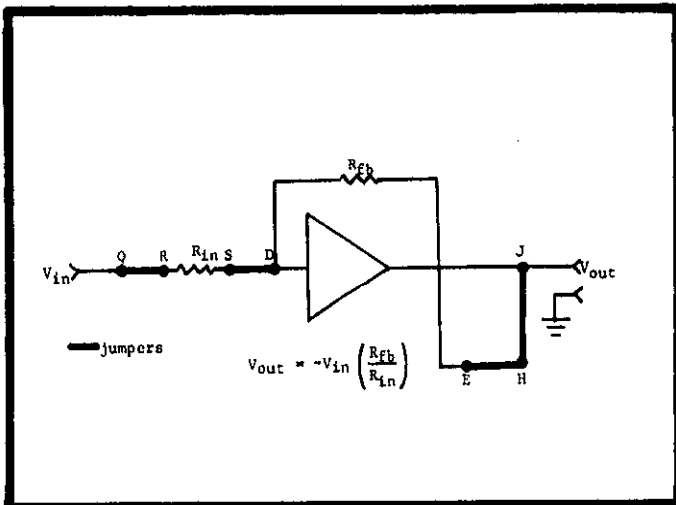 Rfb
Q R Rin S D J
Vin Vout
jumpers
Vout = -Vin (Rfb/Rin)
E H